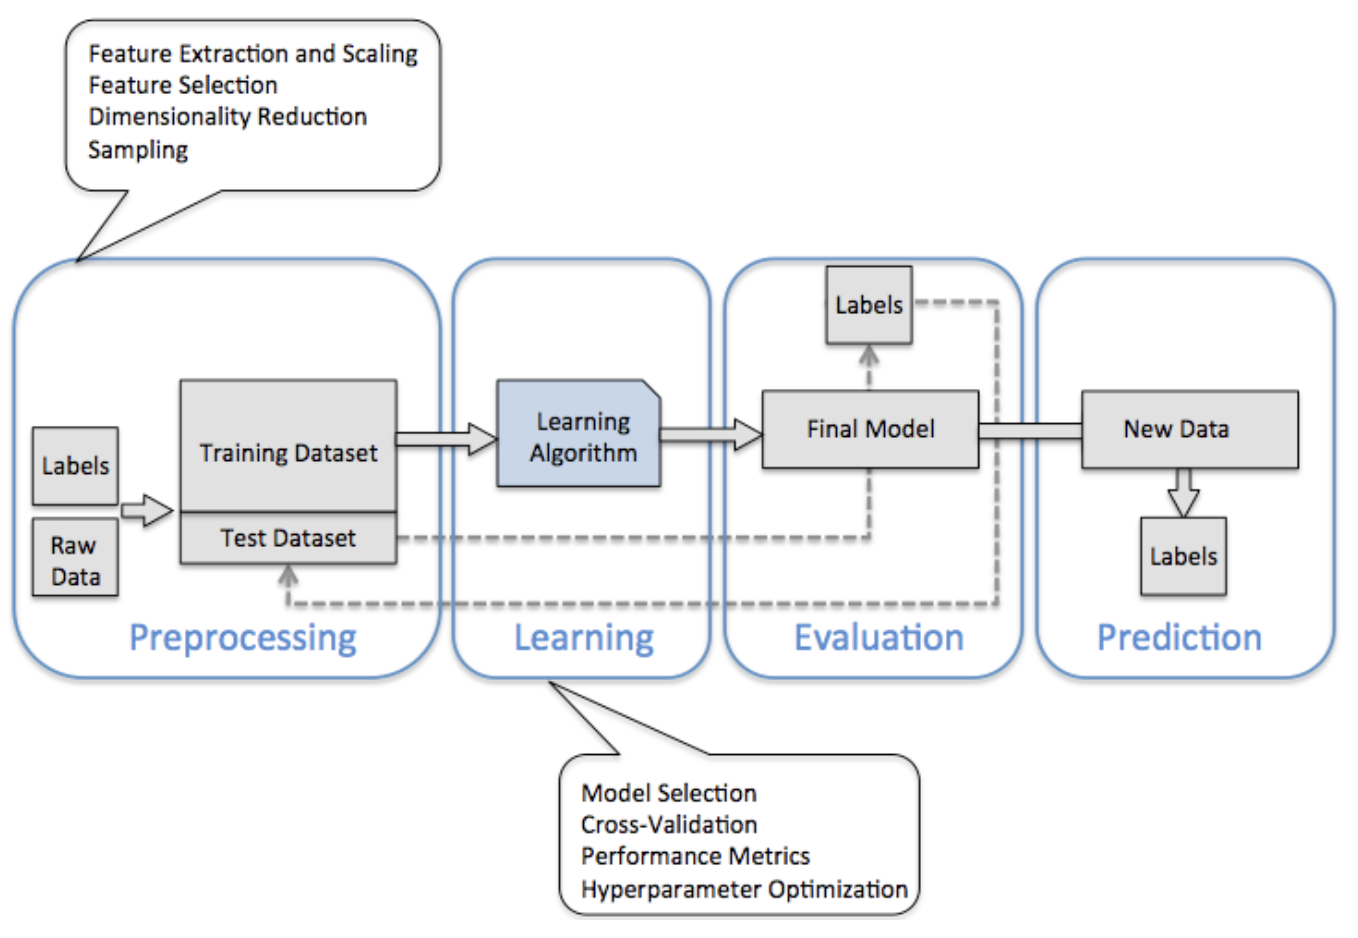 Feature Extraction and Scaling
Feature Selection
Dimensionality Reduction
Sampling
Labels
Raw
Data
Training Dataset
Test Dataset
Preprocessing
Learning
Algorithm
Learning
Labels
Final Model
Evaluation
New Data
Labels
Prediction
Model Selection
Cross-Validation
Performance Metrics
Hyperparameter Optimization